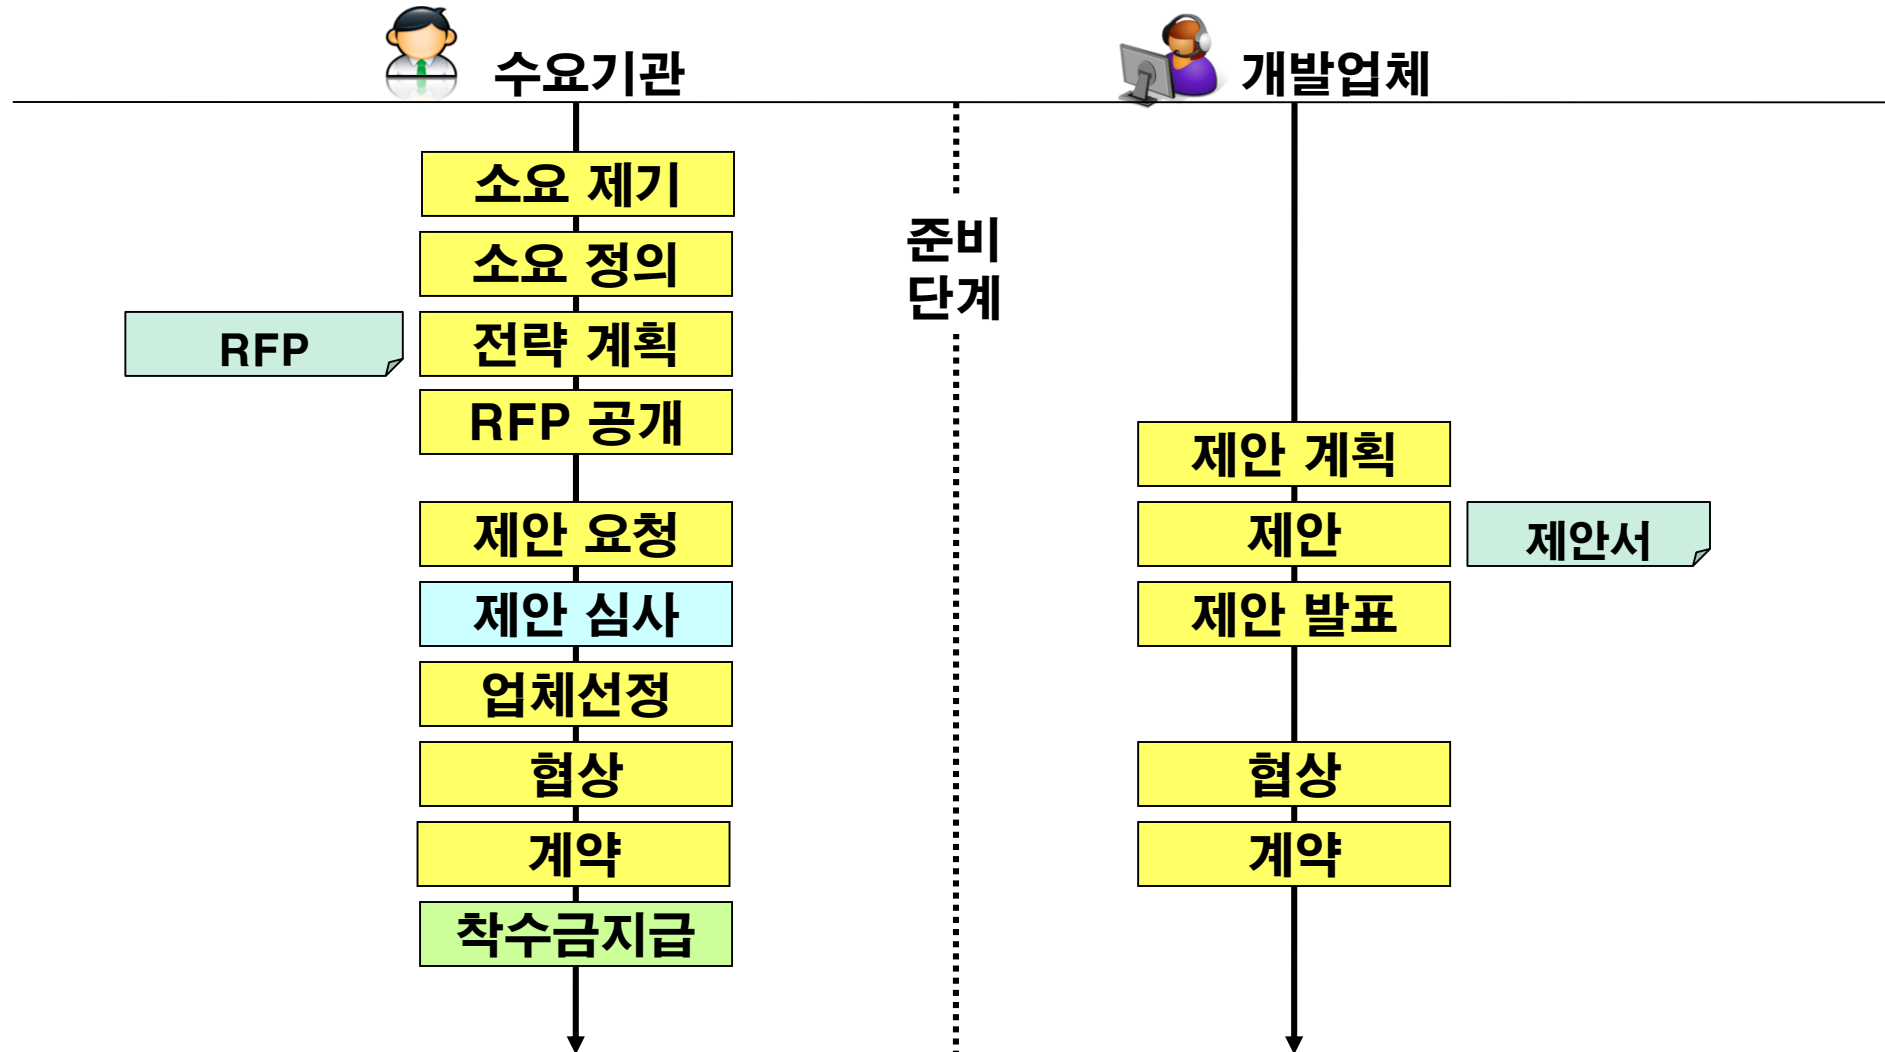 수요기관
개발업체
소요 제기
소요 정의
준비
단계
RFP
전략 계획
RFP 공개
제안 계획
제안 요청
제안
제안서
제안 심사
제안 발표
업체선정
협상
협상
계약
계약
착수금지급